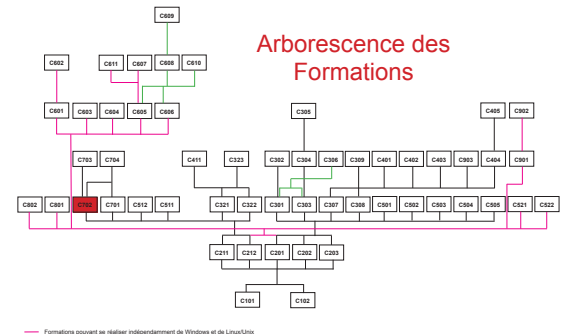 C609
Arborescence des
Formations
C602 C611 C607 C608 C610
C601 C603 C604 C605 C606 C305 C405 C902
C703 C704 C411 C323 C302 C304 C306 C309 C401 C402 C403 C903 C404 C901
C802 C801 C702 C701 C512 C511 C321 C322 C301 C303 C307 C308 C501 C502 C503 C504 C505 C521 C522
C211 C212 C201 C202 C203
C101 C102
Formations pouvant se réaliser indépendamment de Windows et de Linux/Unix